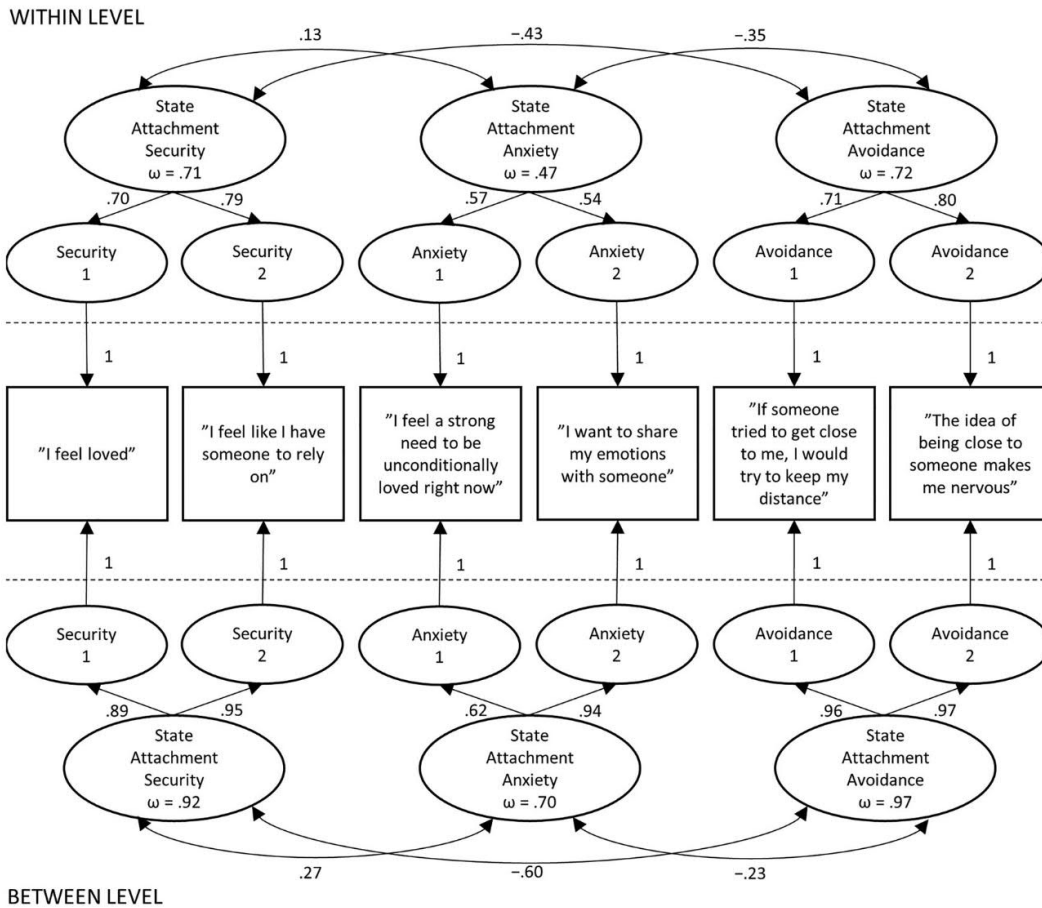 WITHIN LEVEL
.13
−.43
−.35
State
Attachment
Security
ω = .71
State
Attachment
Anxiety
ω = .47
State
Attachment
Avoidance
ω = .72
.70
.79
.57
.54
.71
.80
Security
1
Security
2
Anxiety
1
Anxiety
2
Avoidance
1
Avoidance
2
1
1
1
1
1
1
"I feel loved”
”I feel like I have
someone to rely
on”
”I feel a strong
need to be
unconditionally
loved right now”
”I want to share
my emotions
with someone”
”If someone
tried to get close
to me, I would
try to keep my
distance”
”The idea of
being close to
someone makes
me nervous”
1
1
1
1
1
1
Security
1
Security
2
Anxiety
1
Anxiety
2
Avoidance
1
Avoidance
2
.89
.95
.62
.94
.96
.97
State
Attachment
Security
ω = .92
State
Attachment
Anxiety
ω = .70
State
Attachment
Avoidance
ω = .97
.27
−.60
−.23
BETWEEN LEVEL